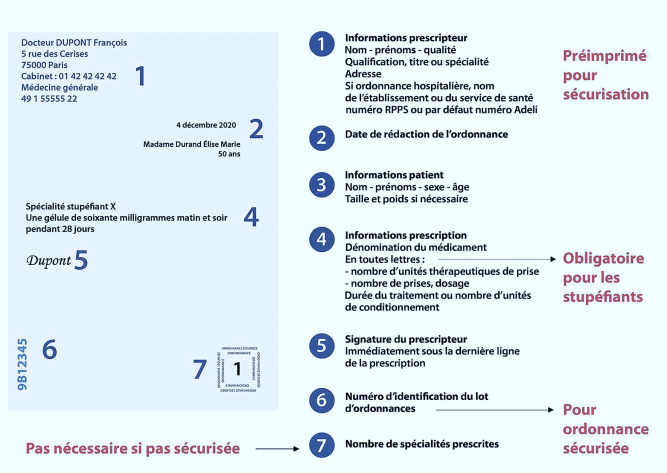 Docteur DUPONT François
5 rue des Cerises
75000 Paris
Cabinet : 01 42 42 42 42
Médecine générale
49 1 55555 22
1
4 décembre 2020
2
Madame Durand Élise Marie
50 ans
Spécialité stupéfiant X
Une gélule de soixante milligrammes matin et soir
pendant 28 jours
4
Dupont
5
9B12345
6
7
ORDONNANCE SÉCURISÉE
ORDONNANCE
1
Pas nécessaire si pas sécurisée
1
Informations prescripteur
Nom - prénoms - qualité
Qualification, titre ou spécialité
Adresse
Si ordonnance hospitalière, nom
de l'établissement ou du service de santé
numéro RPPS ou par défaut numéro Adeli
Préimprimé
pour
sécurisation
2
Date de rédaction de l'ordonnance
3
Informations patient
Nom - prénoms - sexe - âge
Taille et poids si nécessaire
4
Informations prescription
Dénomination du médicament
En toutes lettres :
- nombre d'unités thérapeutiques de prise
- nombre de prises, dosage
Durée du traitement ou nombre d'unités
de conditionnement
Obligatoire
pour les
stupéfiants
5
Signature du prescripteur
Immédiatement sous la dernière ligne
de la prescription
6
Numéro d'identification du lot
d'ordonnances
Pour
ordonnance
sécurisée
7
Nombre de spécialités prescrites